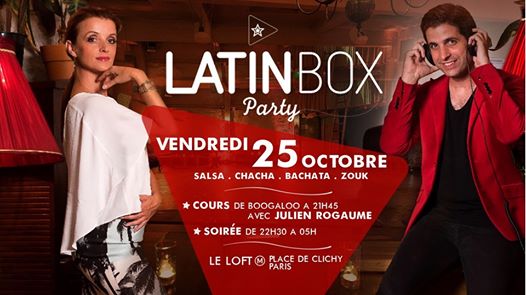 LATINBOX
Party
VENDREDI 25 OCTOBRE
SALSA . CHACHA . BACHATA . ZOUK
★ COURS DE BOOGALOO A 21H45
AVEC JULIEN ROGAUME
★ SOIRÉE DE 22H30 A 05H
LE LOFT Ⓜ PLACE DE CLICHY
PARIS